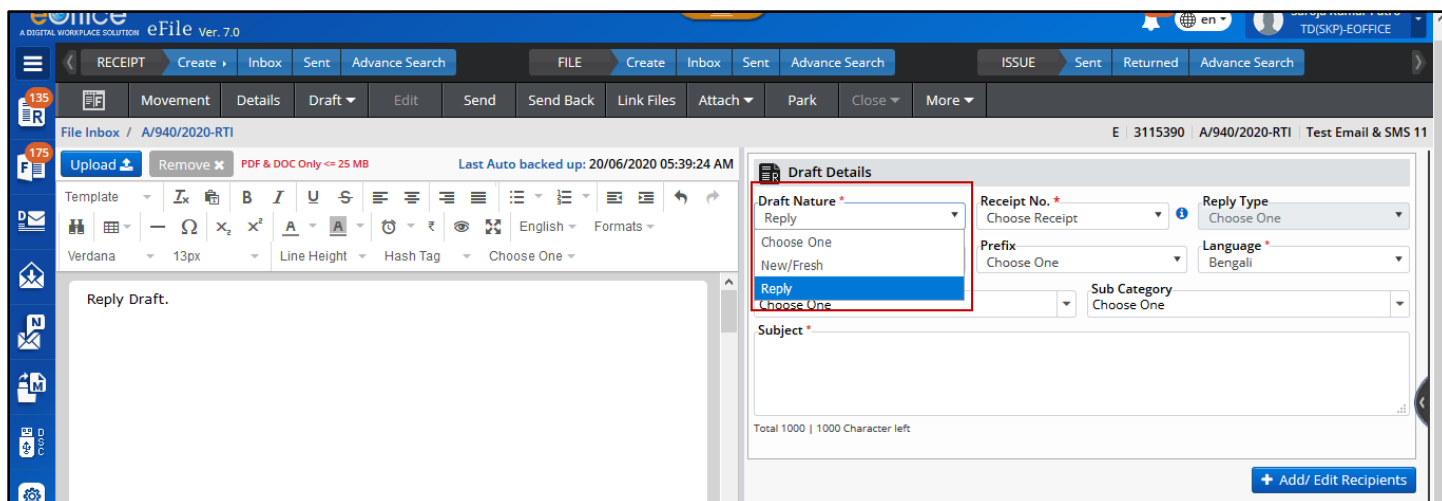 eOffice
A DIGITAL WORKPLACE SOLUTION eFile Ver. 7.0
en
TD(SKP)-EOFFICE
RECEIPT Create Inbox Sent Advance Search FILE Create Inbox Sent Advance Search ISSUE Sent Returned Advance Search
135
R
Movement Details Draft Edit Send Send Back Link Files Attach Park Close More
File Inbox / A/940/2020-RTI
E 3115390 A/940/2020-RTI Test Email & SMS 11
175
F
Upload Remove PDF & DOC Only <= 25 MB Last Auto backed up: 20/06/2020 05:39:24 AM
Draft Details
Template
B I U S
Draft Nature *
Reply
Receipt No. *
Choose Receipt
Reply Type
Choose One
D
Ω X₂ X² A A ₹ English Formats
Verdana 13px Line Height Hash Tag Choose One
Choose One
New/Fresh
Reply
Prefix
Choose One
Language *
Bengali
Choose One
Sub Category
Choose One
Reply Draft.
Subject *
N
M
DSC
Total 1000 | 1000 Character left
+ Add/ Edit Recipients